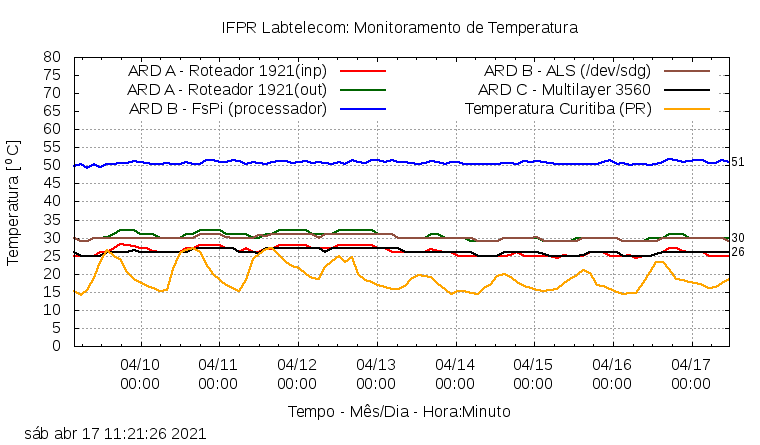 IFPR Labtelecom: Monitoramento de Temperatura
ARD A - Roteador 1921(inp)
ARD A - Roteador 1921(out)
ARD B - FsPi (processador)
ARD B - ALS (/dev/sdg)
ARD C - Multilayer 3560
Temperatura Curitiba (PR)
Temperatura [ º C]
80
75
70
65
60
55
50
45
40
35
30
25
20
15
10
5
0
51
30
26
04/10 04/11 04/12 04/13 04/14 04/15 04/16 04/17
00:00 00:00 00:00 00:00 00:00 00:00 00:00 00:00
Tempo - Mês/Dia - Hora:Minuto
sáb abr 17 11:21:26 2021